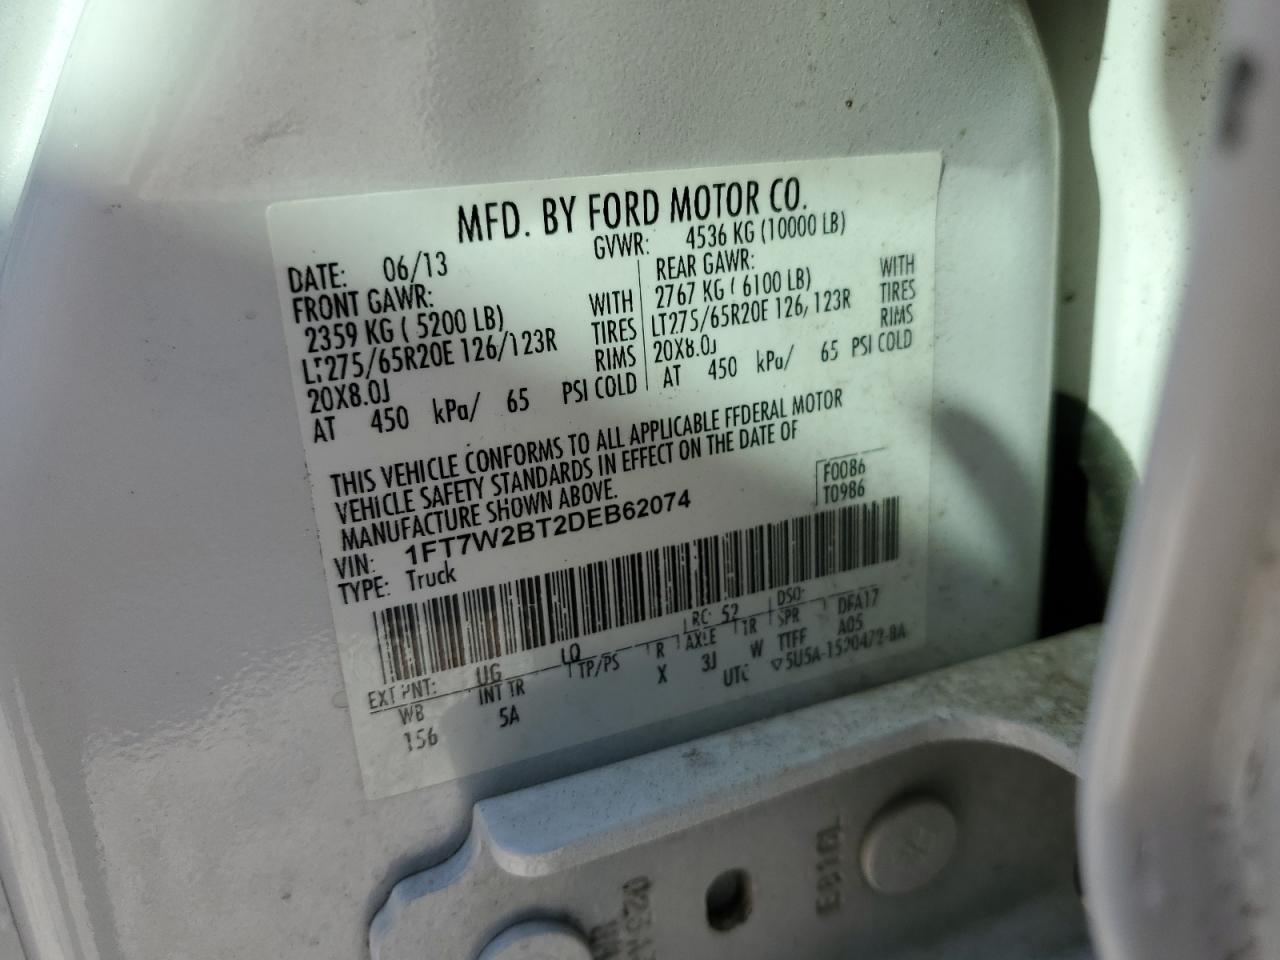 MFD. BY FORD MOTOR CO.
DATE: 06/13 GVWR: 4536 KG (10000 LB)
FRONT GAWR: REAR GAWR:
2359 KG ( 5200 LB) WITH 2767 KG ( 6100 LB) WITH
LT275/65R20E 126/123R TIRES LT275/65R20E 126, 123R TIRES
20X8.0J RIMS 20X8.0J RIMS
AT 450 kPa/ 65 PSI COLD AT 450 kPa/ 65 PSI COLD
THIS VEHICLE CONFORMS TO ALL APPLICABLE FFDERAL MOTOR
VEHICLE SAFETY STANDARDS IN EFFECT ON THE DATE OF
MANUFACTURE SHOWN ABOVE.
F0086
T0986
VIN: 1FT7W2BT2DEB62074
TYPE: Truck
EXT PNT: UG LQ RC: 52 DSO:
WB INT TR TP/PS R AXLE TR SPR DFA17
156 5A X 3J W TTFF A05
UTC ▽5U5A-1520472-BA
E8161L